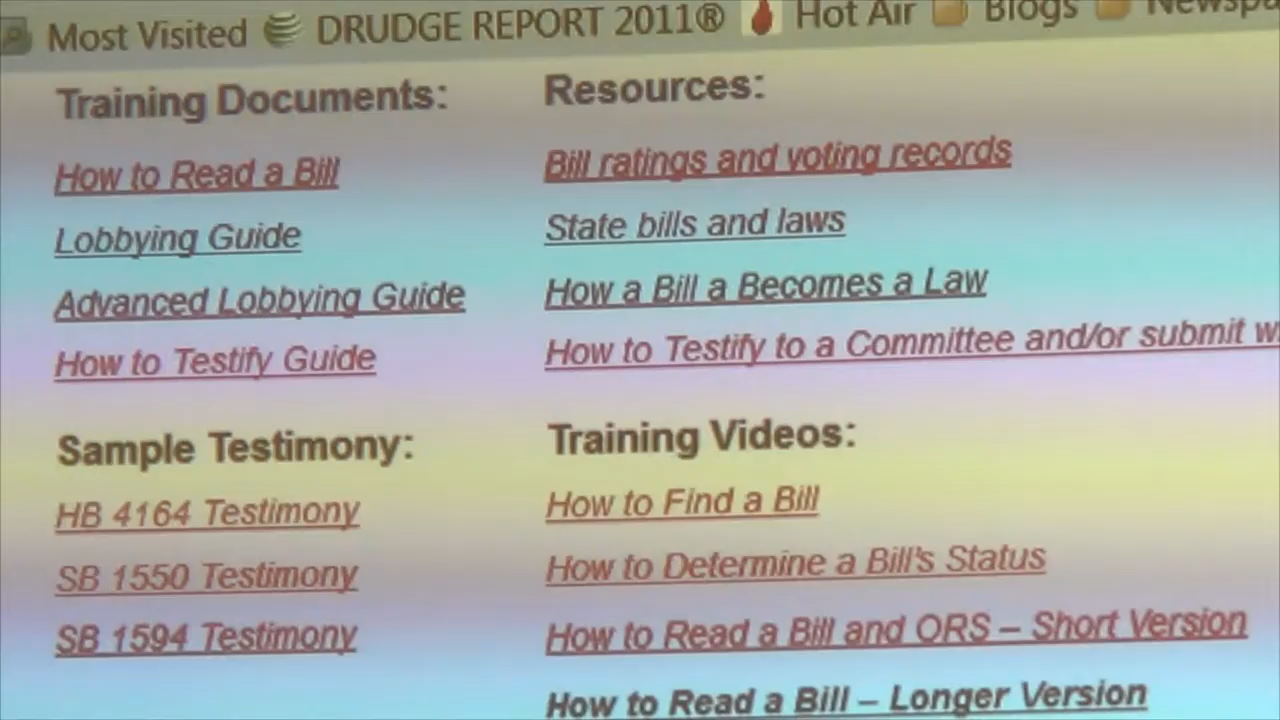 Most Visited DRUDGE REPORT 2011® Hot Air Blogs
Training Documents:
How to Read a Bill
Lobbying Guide
Advanced Lobbying Guide
How to Testify Guide
Resources:
Bill ratings and voting records
State bills and laws
How a Bill a Becomes a Law
How to Testify to a Committee and/or submit
Sample Testimony:
HB 4164 Testimony
SB 1550 Testimony
SB 1594 Testimony
Training Videos:
How to Find a Bill
How to Determine a Bill's Status
How to Read a Bill and ORS – Short Version
How to Read a Bill – Longer Version